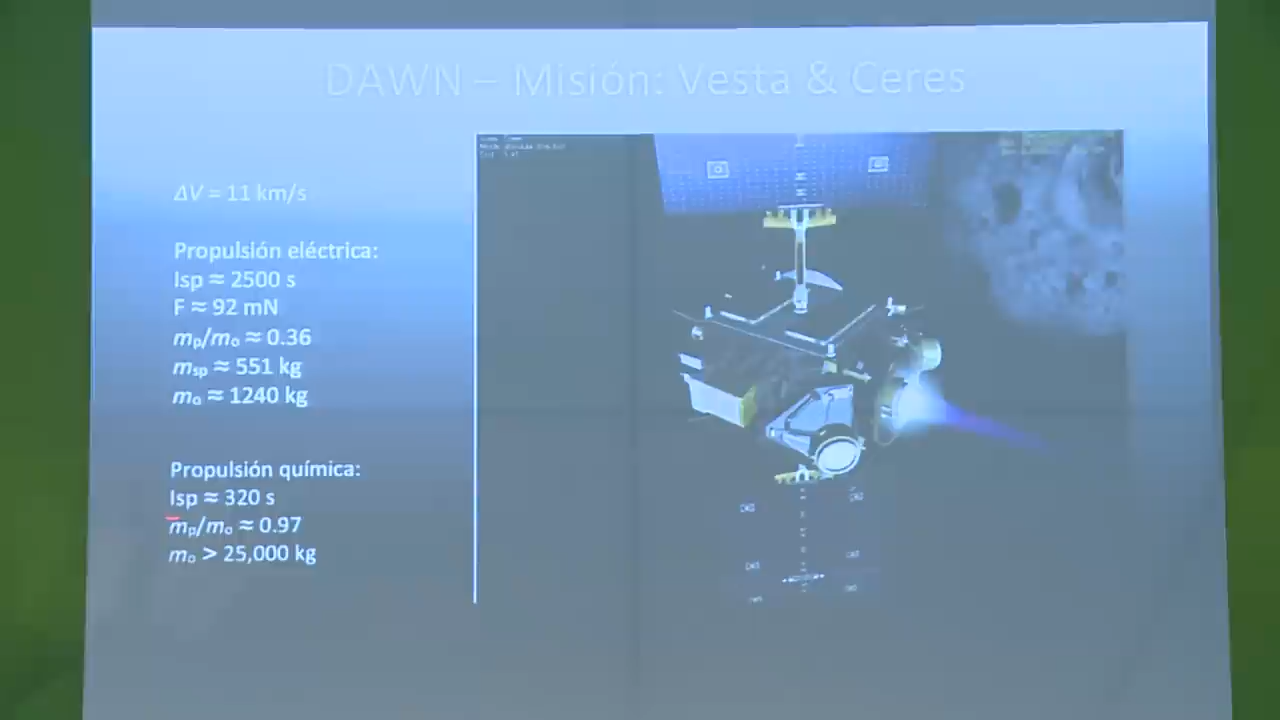 DAWN – Misión: Vesta & Ceres
ΔV = 11 km/s
Propulsión eléctrica:
Isp ≈ 2500 s
F ≈ 92 mN
mp/mo ≈ 0.36
msp ≈ 551 kg
mo ≈ 1240 kg
Propulsión química:
Isp ≈ 320 s
mp/mo ≈ 0.97
mo > 25,000 kg